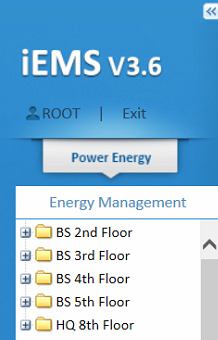 iEMS V3.6
ROOT | Exit
Power Energy
Energy Management
BS 2nd Floor
BS 3rd Floor
BS 4th Floor
BS 5th Floor
HQ 8th Floor